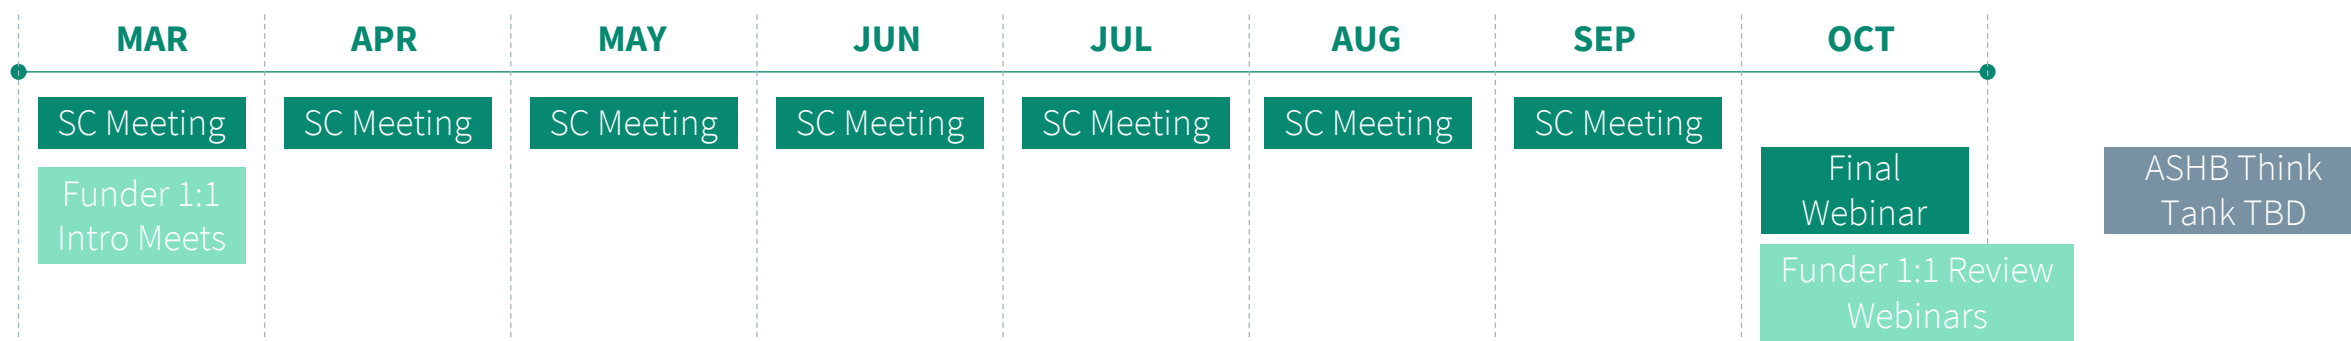 MAR APR MAY JUN JUL AUG SEP OCT
SC Meeting SC Meeting SC Meeting SC Meeting SC Meeting SC Meeting SC Meeting
Funder 1:1
Intro Meets
Final
Webinar
ASHB Think
Tank TBD
Funder 1:1 Review
Webinars